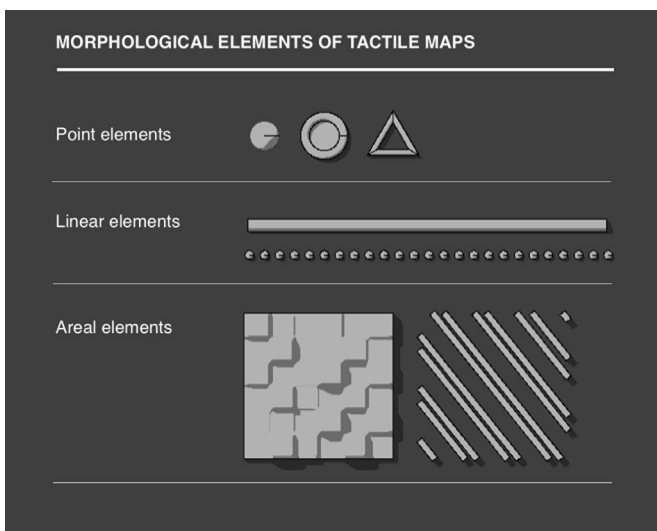 MORPHOLOGICAL ELEMENTS OF TACTILE MAPS
Point elements
Linear elements
Areal elements